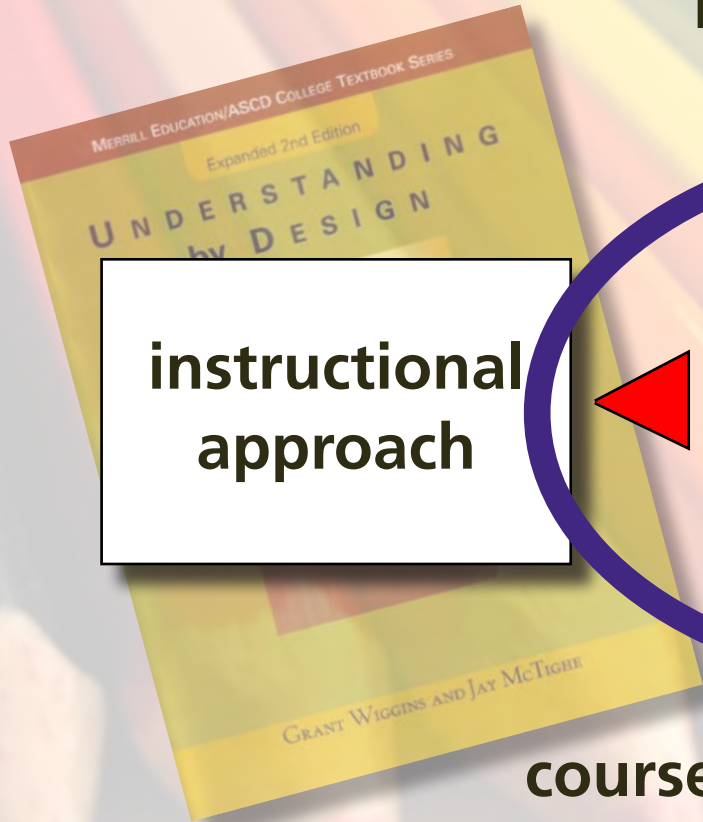 MERRILL EDUCATION/ASCD COLLEGE TEXTBOOK SERIES
Expanded 2nd Edition
UNDERSTANDING
by DESIGN
instructional
approach
GRANT WIGGINS AND JAY MCTIGHE
course